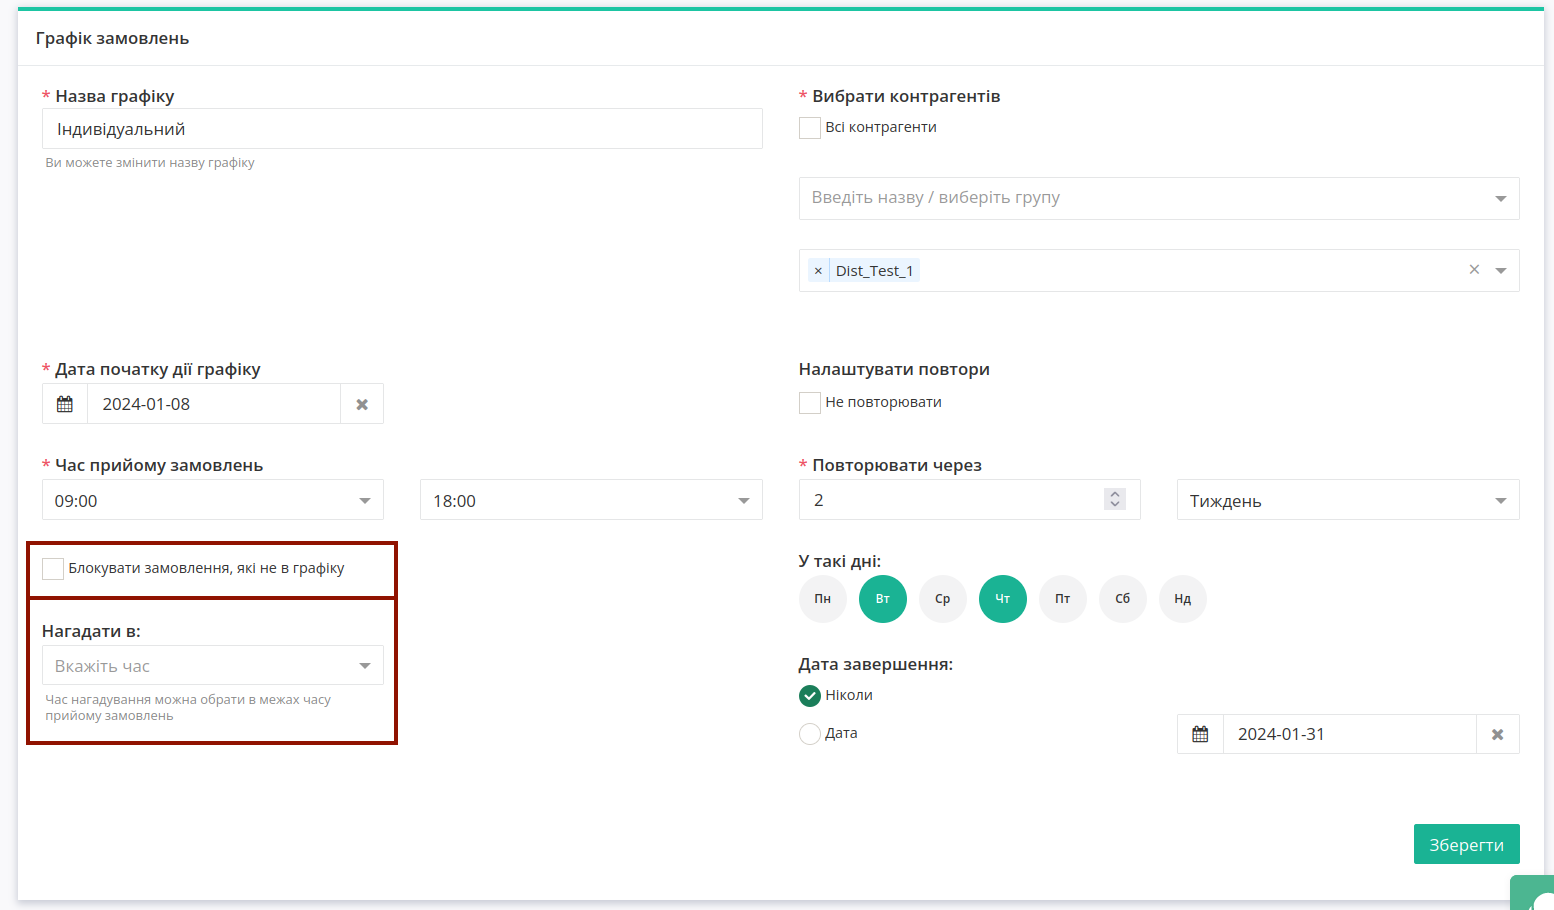 Графік замовлень
* Назва графіку
Індивідуальний
Ви можете змінити назву графіку
* Вибрати контрагентів
Всі контрагенти
Введіть назву / виберіть групу
× Dist_Test_1 ×
* Дата початку дії графіку
2024-01-08
Налаштувати повтори
Не повторювати
* Час прийому замовлень
09:00
18:00
* Повторювати через
2
Тиждень
Блокувати замовлення, які не в графіку
Нагадати в:
Вкажіть час
Час нагадування можна обрати в межах часу
прийому замовлень
У такі дні:
Пн Вт Ср Чт Пт Сб Нд
Дата завершення:
Ніколи
Дата
2024-01-31
Зберегти